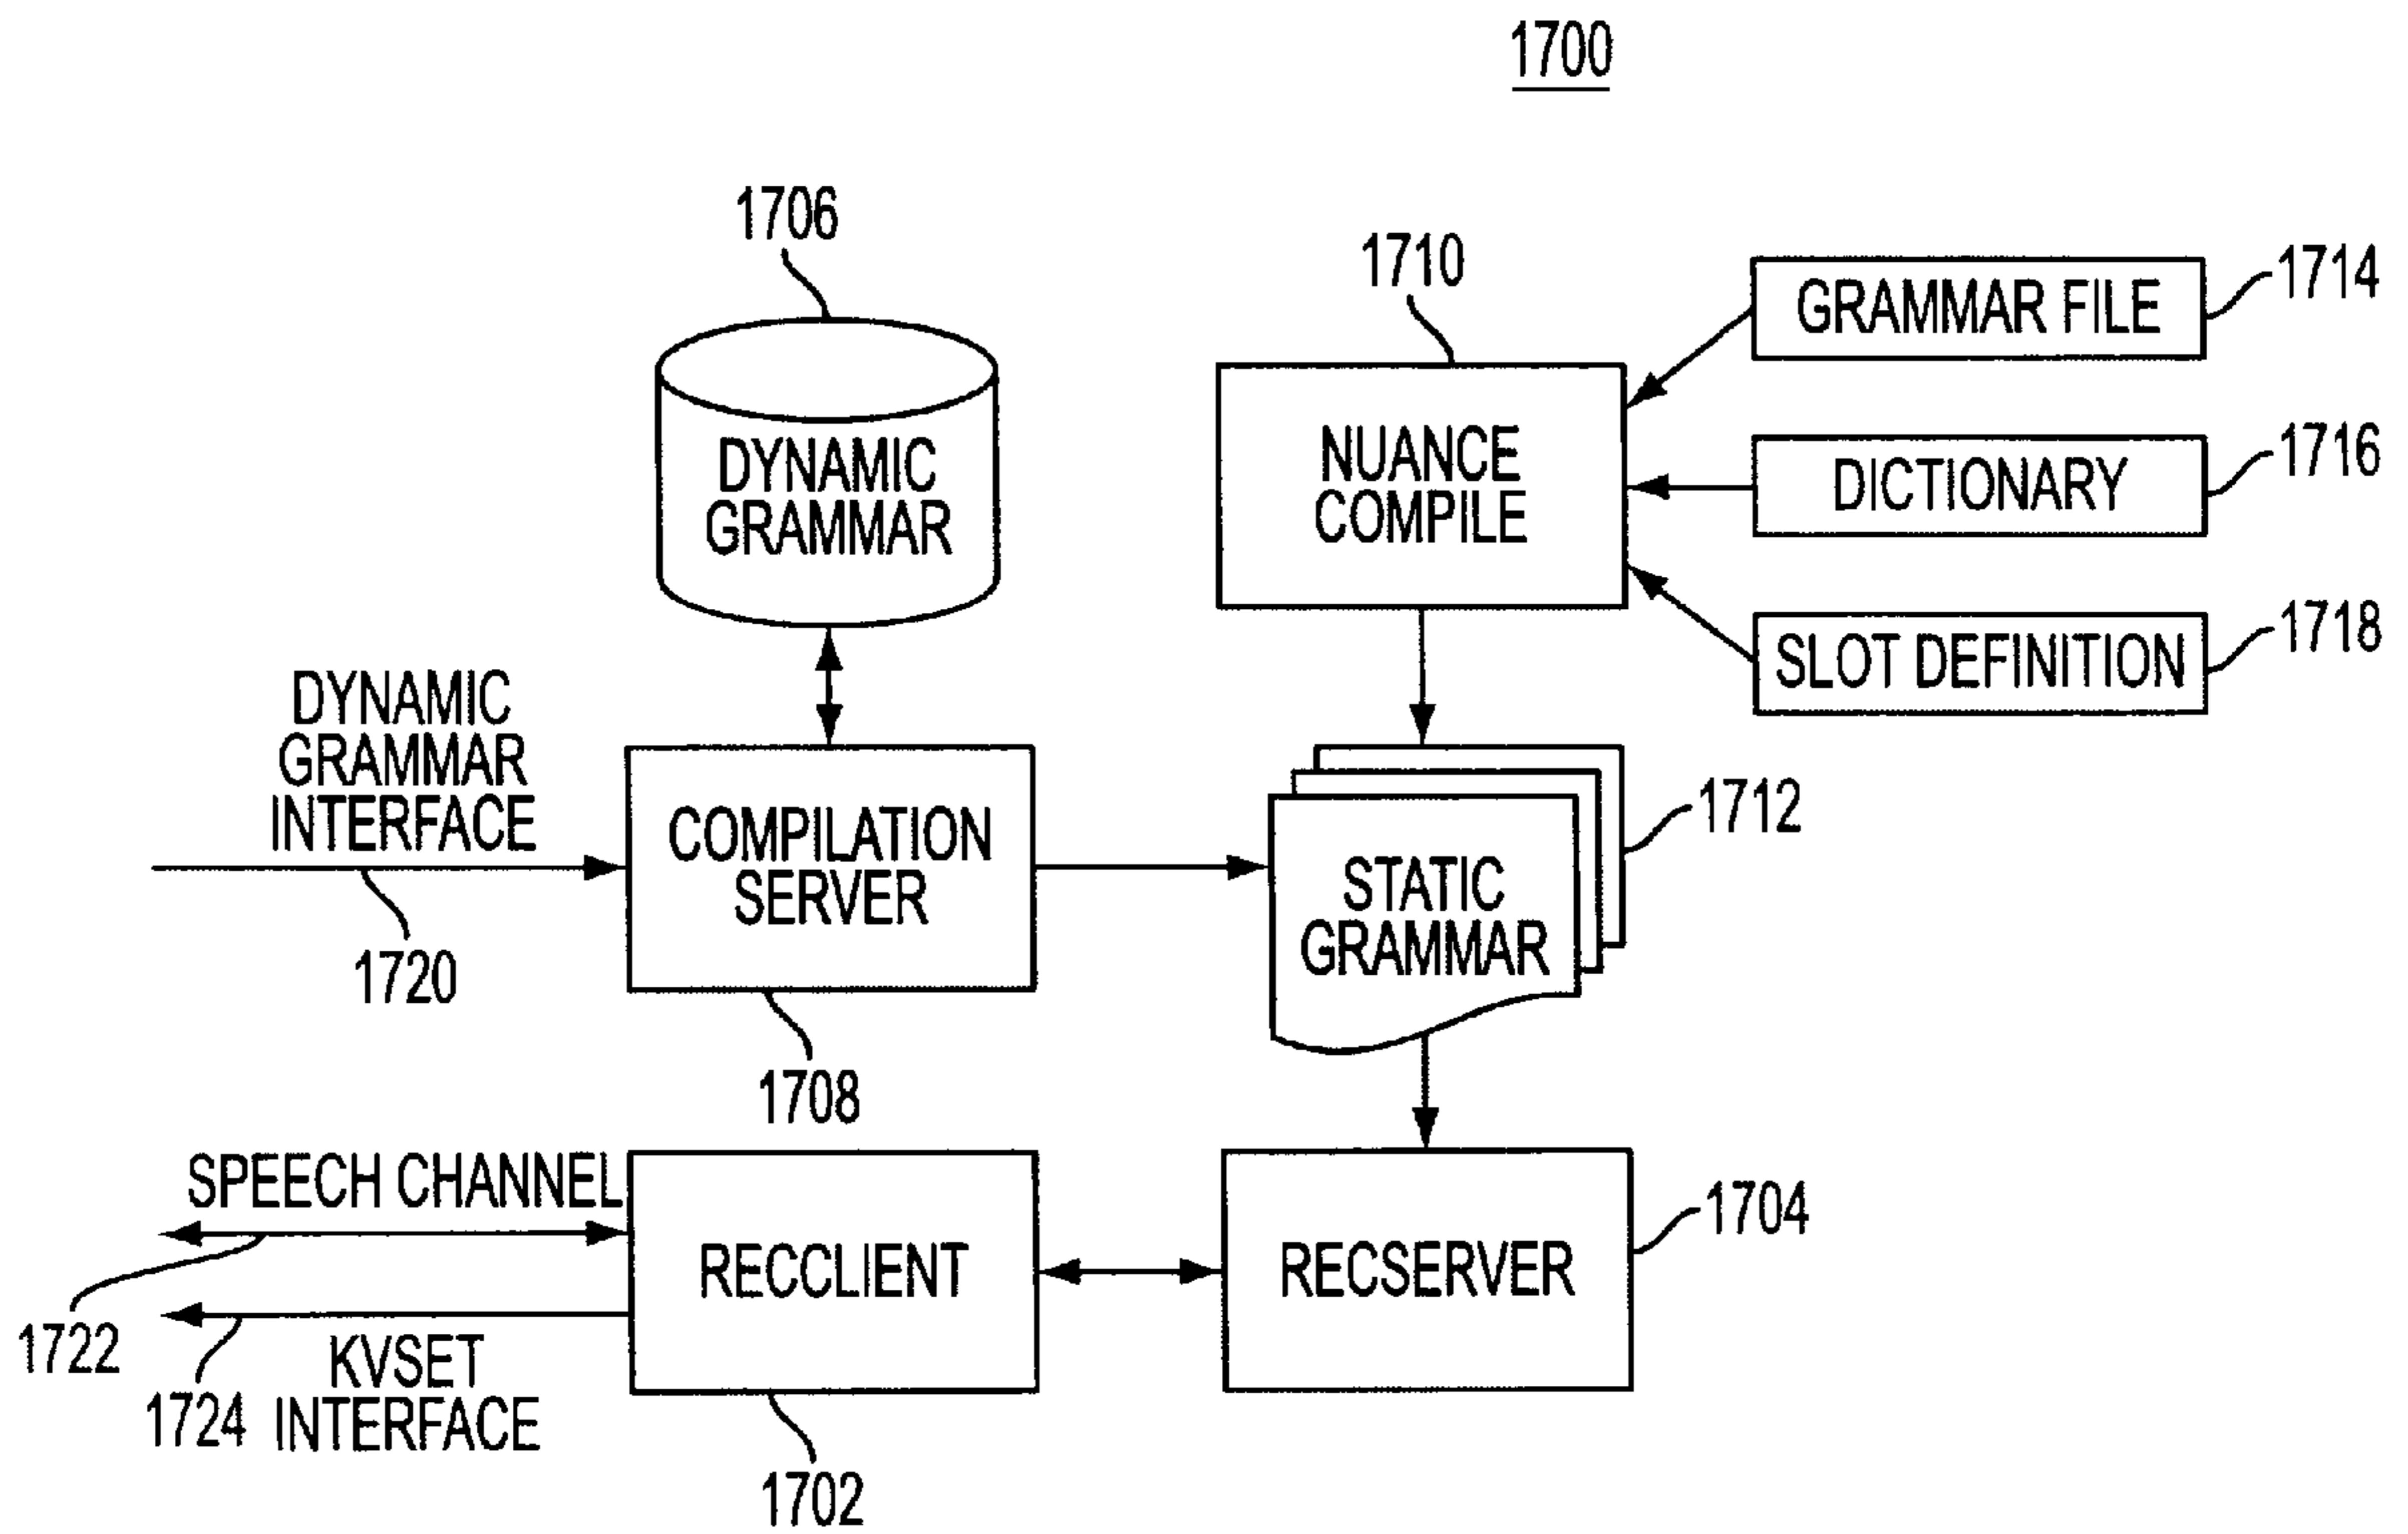 1700
1706
1710
GRAMMAR FILE
1714
DYNAMIC
GRAMMAR
NUANCE
COMPILE
DICTIONARY
1716
SLOT DEFINITION
1718
DYNAMIC
GRAMMAR
INTERFACE
1720
COMPILATION
SERVER
1708
STATIC
GRAMMAR
1712
SPEECH CHANNEL
1722
RECCLIENT
RECSERVER
1704
1724
KVSET
INTERFACE
1702